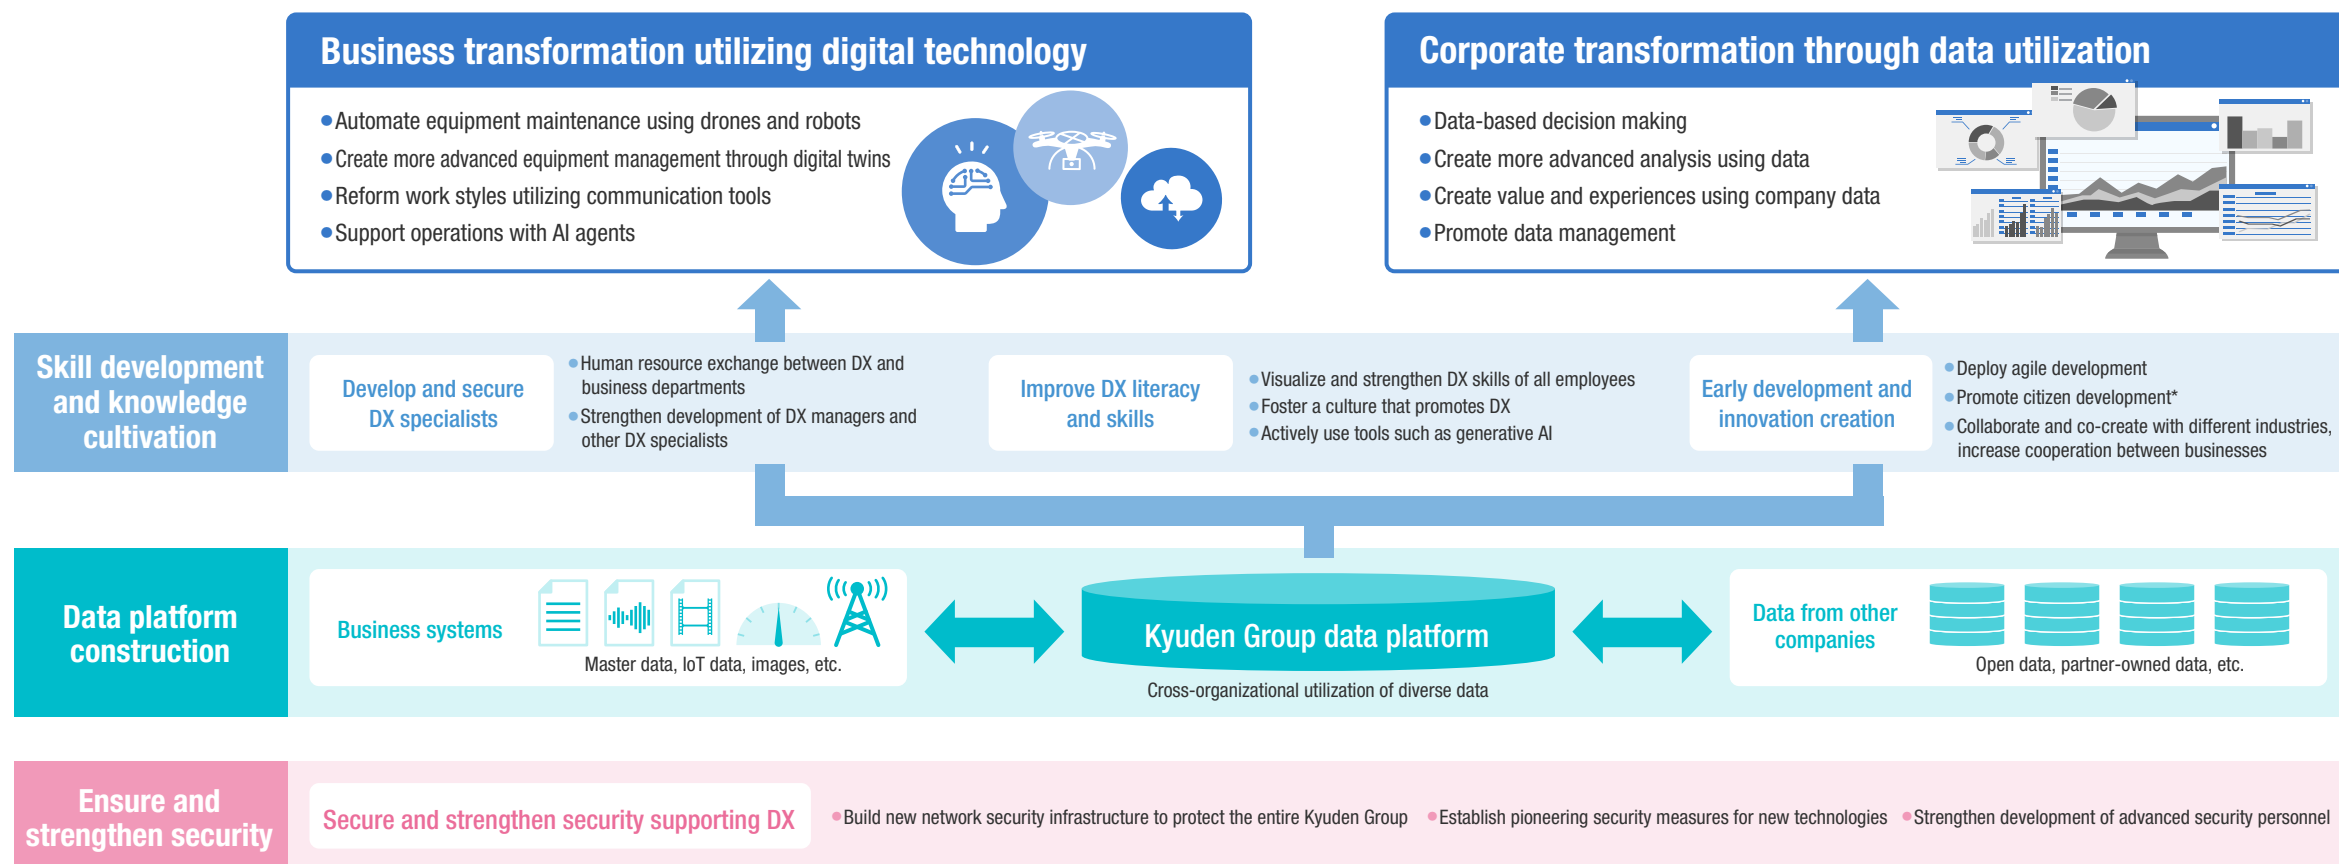 Business transformation utilizing digital technology
●Automate equipment maintenance using drones and robots
●Create more advanced equipment management through digital twins
●Reform work styles utilizing communication tools
●Support operations with AI agents
Corporate transformation through data utilization
●Data-based decision making
●Create more advanced analysis using data
●Create value and experiences using company data
●Promote data management
Skill development
and knowledge
cultivation
Develop and secure
DX specialists
●Human resource exchange between DX and
business departments
●Strengthen development of DX managers and
other DX specialists
Improve DX literacy
and skills
●Visualize and strengthen DX skills of all employees
●Foster a culture that promotes DX
●Actively use tools such as generative AI
Early development and
innovation creation
●Deploy agile development
●Promote citizen development*
●Collaborate and co-create with different industries,
increase cooperation between businesses
Data platform
construction
Business systems
Master data, IoT data, images, etc.
Kyuden Group data platform
Cross-organizational utilization of diverse data
Data from other
companies
Open data, partner-owned data, etc.
Ensure and
strengthen security
Secure and strengthen security supporting DX
●Build new network security infrastructure to protect the entire Kyuden Group
●Establish pioneering security measures for new technologies
●Strengthen development of advanced security personnel